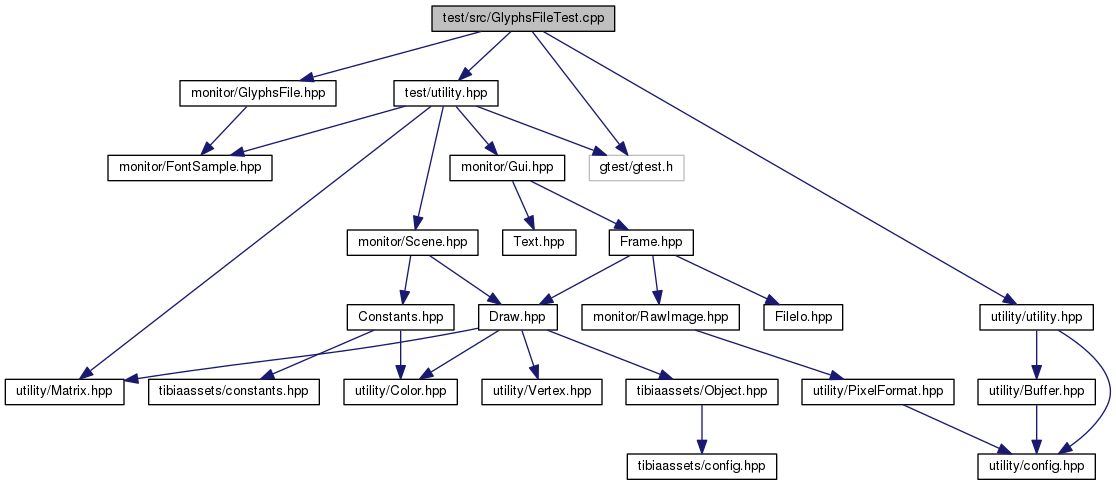 test/src/GlyphsFileTest.cpp
monitor/GlyphsFile.hpp
test/utility.hpp
monitor/FontSample.hpp
monitor/Gui.hpp
gtest/gtest.h
monitor/Scene.hpp
Text.hpp
Frame.hpp
Constants.hpp
Draw.hpp
monitor/RawImage.hpp
FileIo.hpp
utility/utility.hpp
utility/Matrix.hpp
tibiaassets/constants.hpp
utility/Color.hpp
utility/Vertex.hpp
tibiaassets/Object.hpp
utility/PixelFormat.hpp
utility/Buffer.hpp
tibiaassets/config.hpp
utility/config.hpp